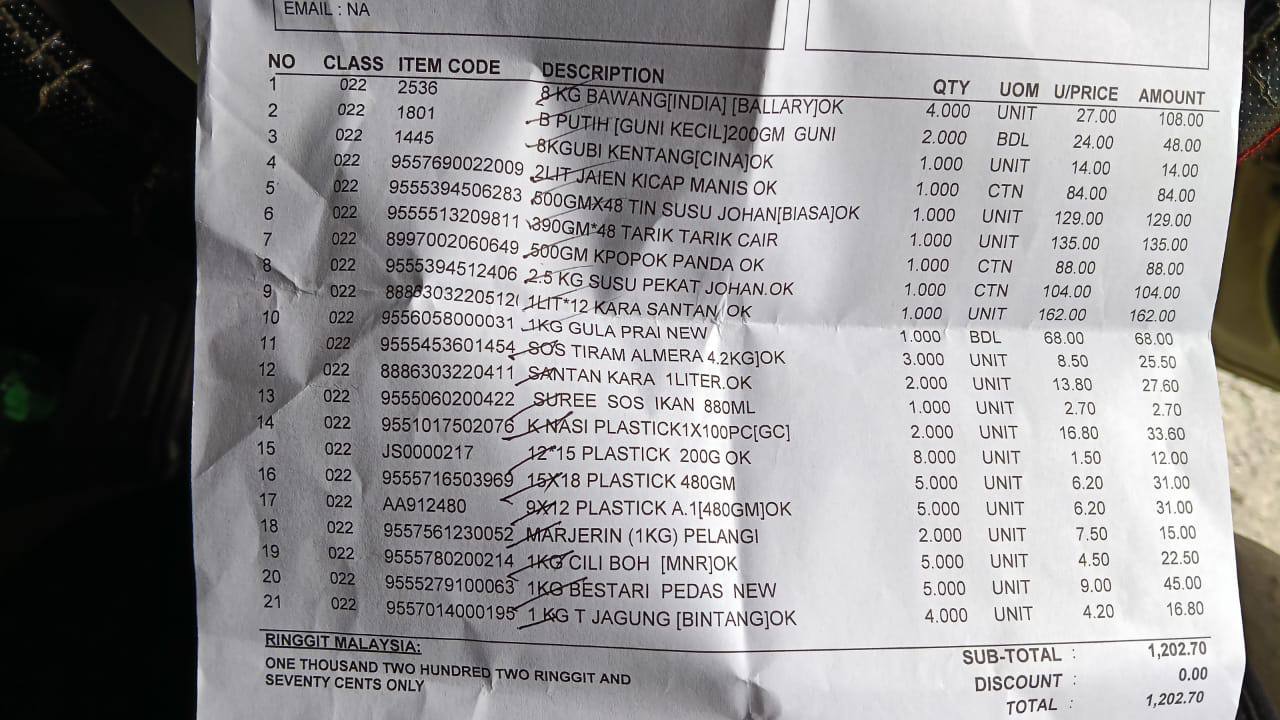 EMAIL : NA
NO CLASS ITEM CODE DESCRIPTION QTY UOM U/PRICE AMOUNT
1 022 2536 8 KG BAWANG[INDIA] [BALLARY]OK 4.000 UNIT 27.00 108.00
2 022 1801 B PUTIH [GUNI KECIL]200GM GUNI 2.000 BDL 24.00 48.00
3 022 1445 8KGUBI KENTANG[CINA]OK 1.000 UNIT 14.00 14.00
4 022 9557690022009 2LIT JAIEN KICAP MANIS OK 1.000 CTN 84.00 84.00
5 022 9555394506283 500GMX48 TIN SUSU JOHAN[BIASA]OK 1.000 UNIT 129.00 129.00
6 022 9555513209811 390GM*48 TARIK TARIK CAIR 1.000 UNIT 135.00 135.00
7 022 8997002060649 500GM KPOPOK PANDA OK 1.000 CTN 88.00 88.00
8 022 9555394512406 2.5 KG SUSU PEKAT JOHAN.OK 1.000 CTN 104.00 104.00
9 022 8886303220512( 1LIT*12 KARA SANTAN OK 1.000 UNIT 162.00 162.00
10 022 9556058000031 1KG GULA PRAI NEW 1.000 BDL 68.00 68.00
11 022 9555453601454 SOS TIRAM ALMERA 4.2KG]OK 3.000 UNIT 8.50 25.50
12 022 8886303220411 SANTAN KARA 1LITER.OK 2.000 UNIT 13.80 27.60
13 022 9555060200422 SUREE SOS IKAN 880ML 1.000 UNIT 2.70 2.70
14 022 9551017502076 K NASI PLASTICK1X100PC[GC] 2.000 UNIT 16.80 33.60
15 022 JS0000217 12*15 PLASTICK 200G OK 8.000 UNIT 1.50 12.00
16 022 9555716503969 15X18 PLASTICK 480GM 5.000 UNIT 6.20 31.00
17 022 AA912480 9X12 PLASTICK A.1[480GM]OK 5.000 UNIT 6.20 31.00
18 022 9557561230052 MARJERIN (1KG) PELANGI 2.000 UNIT 7.50 15.00
19 022 9555780200214 1KG CILI BOH [MNR]OK 5.000 UNIT 4.50 22.50
20 022 9555279100063 1KG BESTARI PEDAS NEW 5.000 UNIT 9.00 45.00
21 022 9557014000195 1 KG T JAGUNG [BINTANG]OK 4.000 UNIT 4.20 16.80
RINGGIT MALAYSIA:
ONE THOUSAND TWO HUNDRED TWO RINGGIT AND
SEVENTY CENTS ONLY
SUB-TOTAL : 1,202.70
DISCOUNT : 0.00
TOTAL : 1,202.70